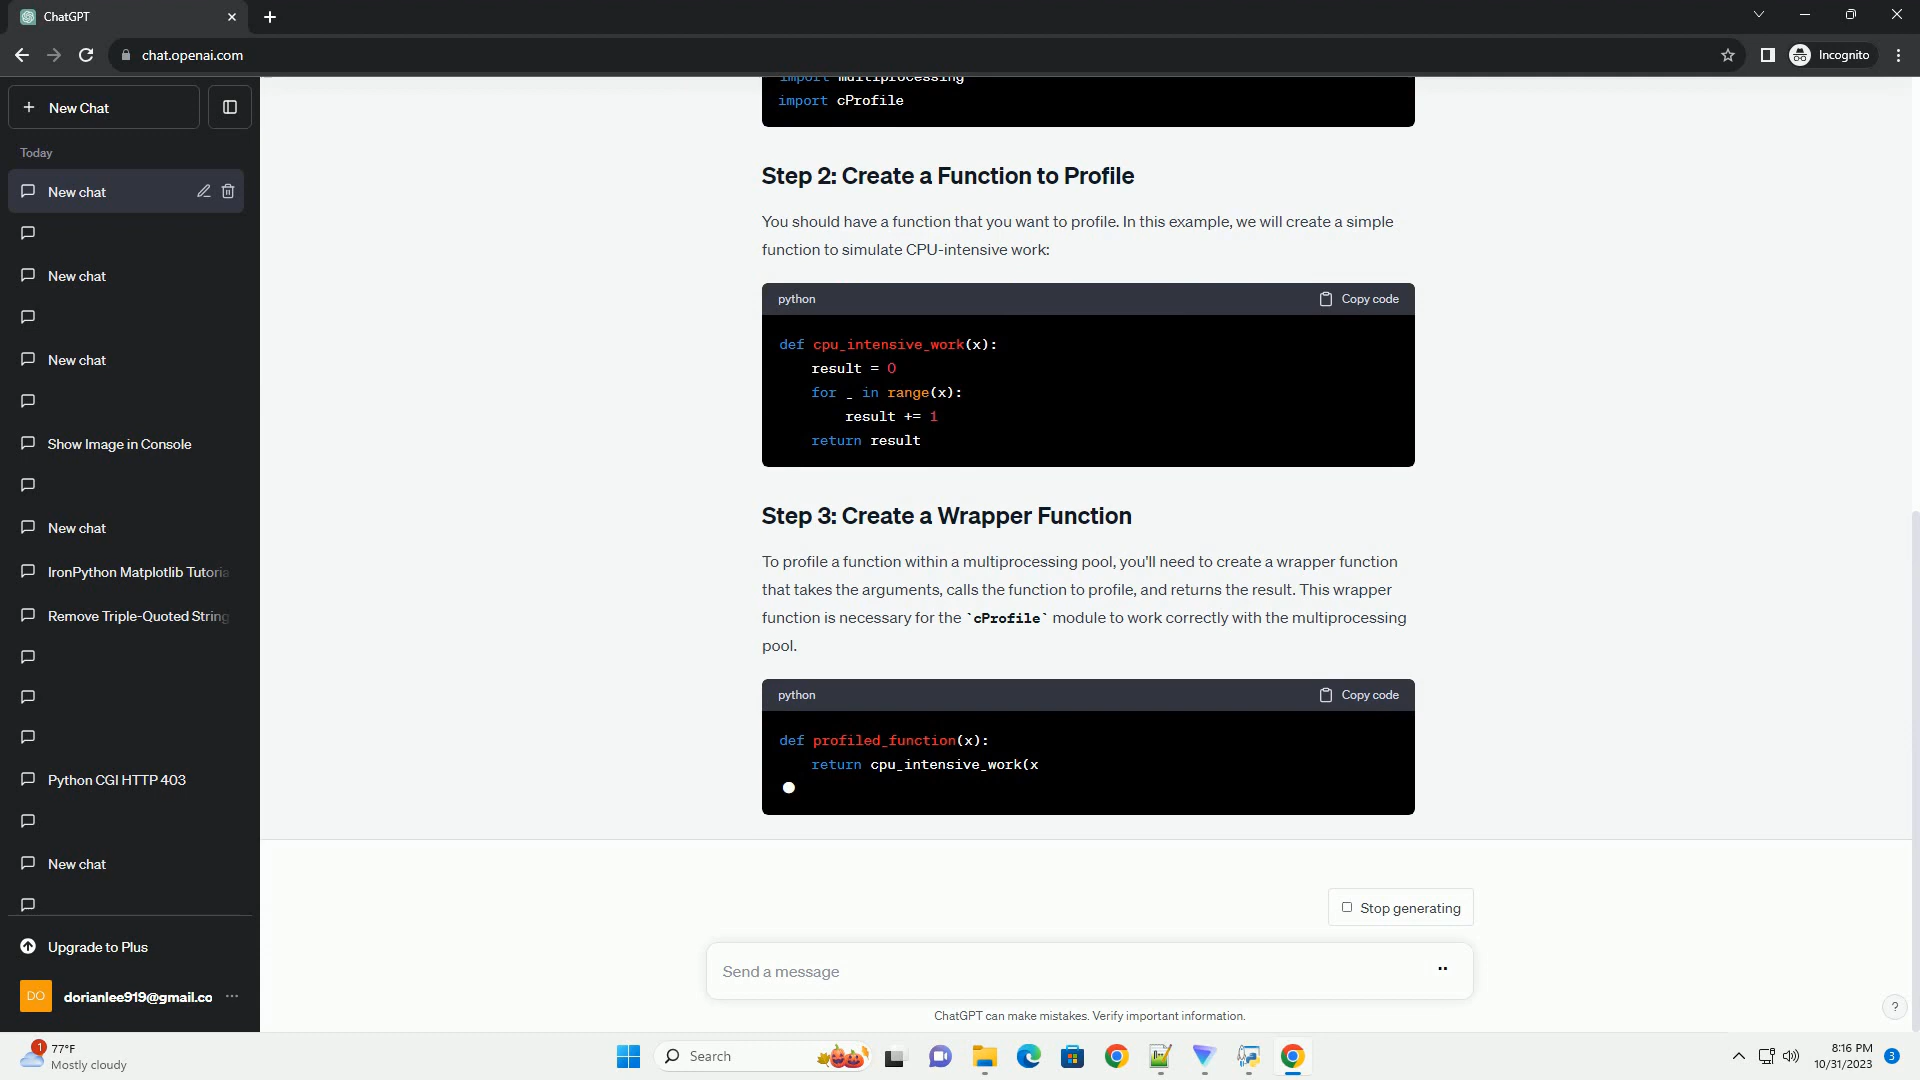 ChatGPT
chat.openai.com
Incognito
New Chat
Today
New chat
New chat
New chat
Show Image in Console
New chat
IronPython Matplotlib Tutoria
Remove Triple-Quoted String
Python CGI HTTP 403
New chat
Upgrade to Plus
DO
dorianlee919@gmail.co
import multiprocessing
import cProfile
Step 2: Create a Function to Profile
You should have a function that you want to profile. In this example, we will create a simple
function to simulate CPU-intensive work:
python Copy code
def cpu_intensive_work(x):
result = 0
for _ in range(x):
result += 1
return result
Step 3: Create a Wrapper Function
To profile a function within a multiprocessing pool, you'll need to create a wrapper function
that takes the arguments, calls the function to profile, and returns the result. This wrapper
function is necessary for the `cProfile` module to work correctly with the multiprocessing
pool.
python Copy code
def profiled_function(x):
return cpu_intensive_work(x
Stop generating
Send a message
ChatGPT can make mistakes. Verify important information.
?
1
77°F
Mostly cloudy
Search
8:16 PM
10/31/2023
3